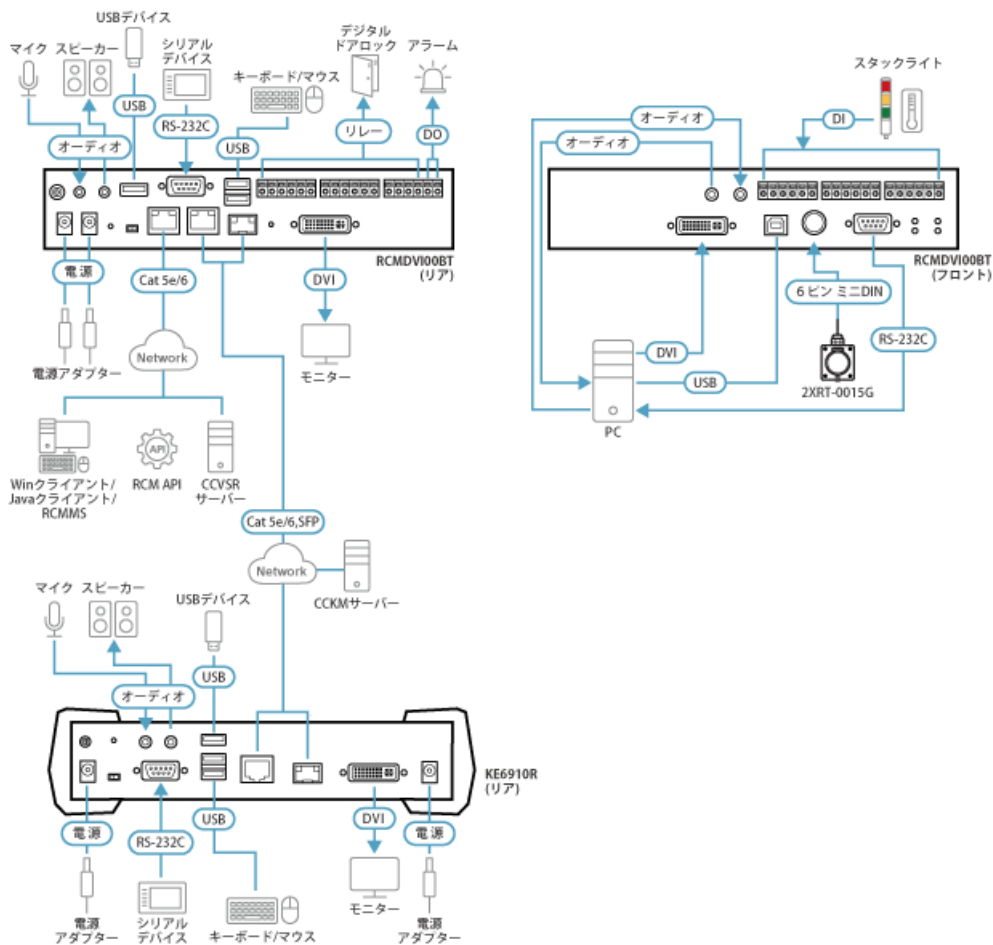 USBデバイス
マイク
スピーカー
シリアル
デバイス
キーボード/マウス
デジタル
ドアロック
アラーム
USB
RS-232C
オーディオ
USB
リレー
DO
RCMDVI00BT
(リア)
電源
Cat 5e/6
DVI
Network
電源アダプター
モニター
Winクライアント/
Javaクライアント/
RCMMS
API
RCM API
CCVSR
サーバー
Cat 5e/6,SFP
Network
CCKMサーバー
スタックライト
オーディオ
DI
オーディオ
RCMDVI00BT
(フロント)
6 ピン ミニDIN
RS-232C
DVI
USB
2XRT-0015G
PC
マイク
スピーカー
USBデバイス
USB
オーディオ
KE6910R
(リア)
電源
RS-232C
USB
DVI
電源
電源
アダプター
シリアル
デバイス
キーボード/マウス
モニター
電源
アダプター